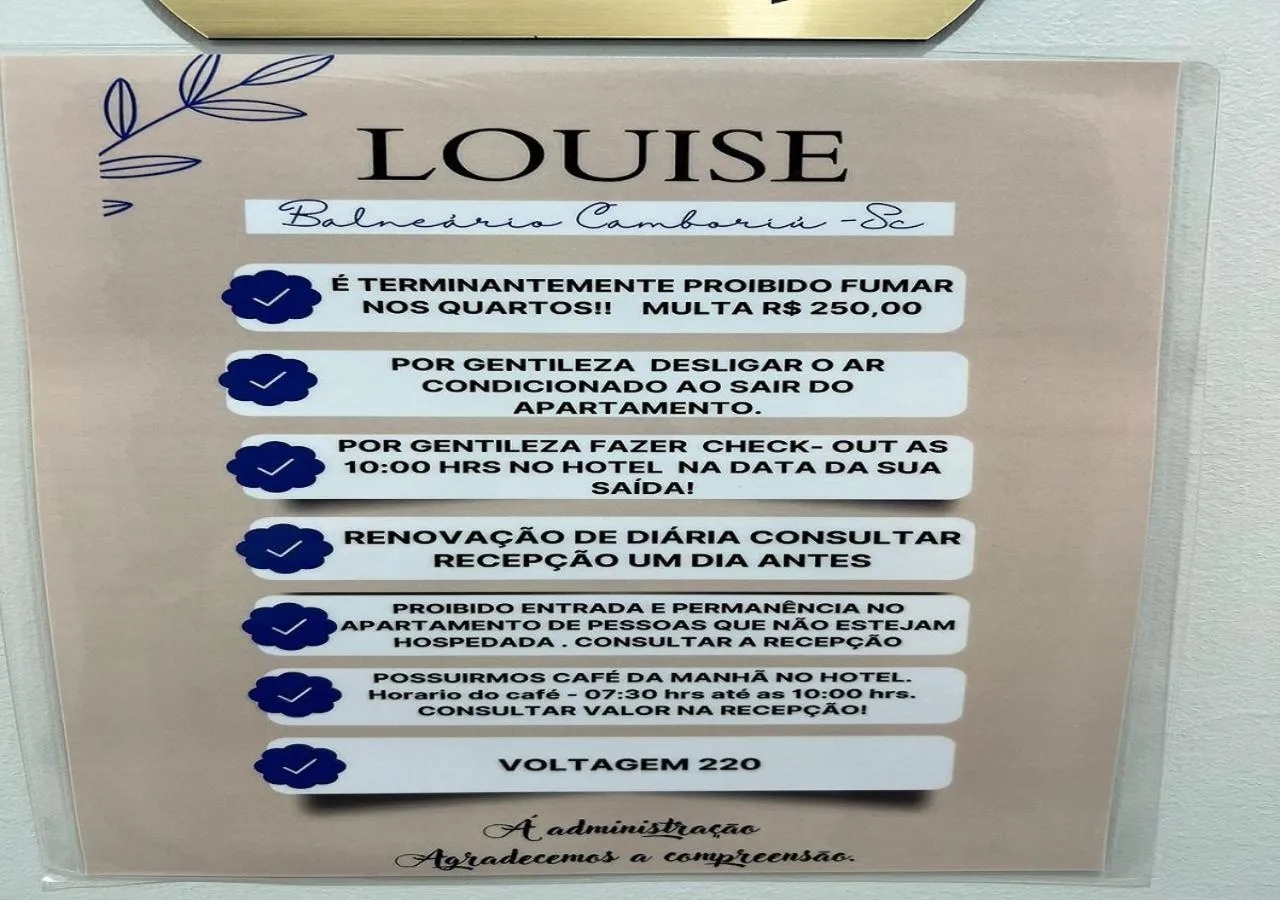 LOUISE
Balneário Camboriú -Sc
É TERMINANTEMENTE PROIBIDO FUMAR
NOS QUARTOS!! MULTA R$ 250,00
POR GENTILEZA DESLIGAR O AR
CONDICIONADO AO SAIR DO
APARTAMENTO.
POR GENTILEZA FAZER CHECK- OUT AS
10:00 HRS NO HOTEL NA DATA DA SUA
SAÍDA!
RENOVAÇÃO DE DIÁRIA CONSULTAR
RECEPÇÃO UM DIA ANTES
PROIBIDO ENTRADA E PERMANÊNCIA NO
APARTAMENTO DE PESSOAS QUE NÃO ESTEJAM
HOSPEDADA . CONSULTAR A RECEPÇÃO
POSSUIRMOS CAFÉ DA MANHÃ NO HOTEL.
Horario do café - 07:30 hrs até as 10:00 hrs.
CONSULTAR VALOR NA RECEPÇÃO!
VOLTAGEM 220
Á administração
Agradecemos a compreensão.